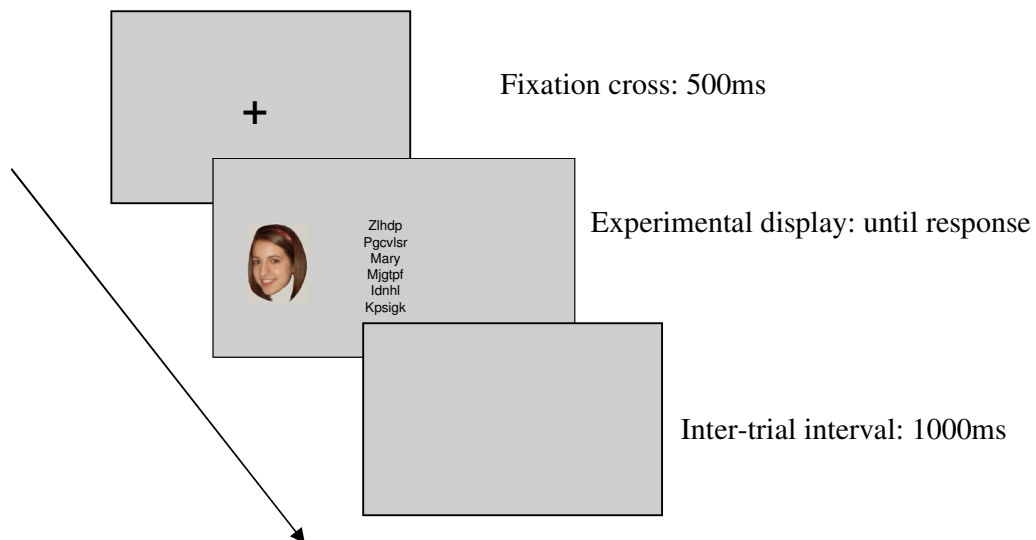 Fixation cross: 500ms
Experimental display: until response
Zlhdp
Pgcvlsr
Mary
Mjgtpf
Idnhl
Kpsigk
Inter-trial interval: 1000ms